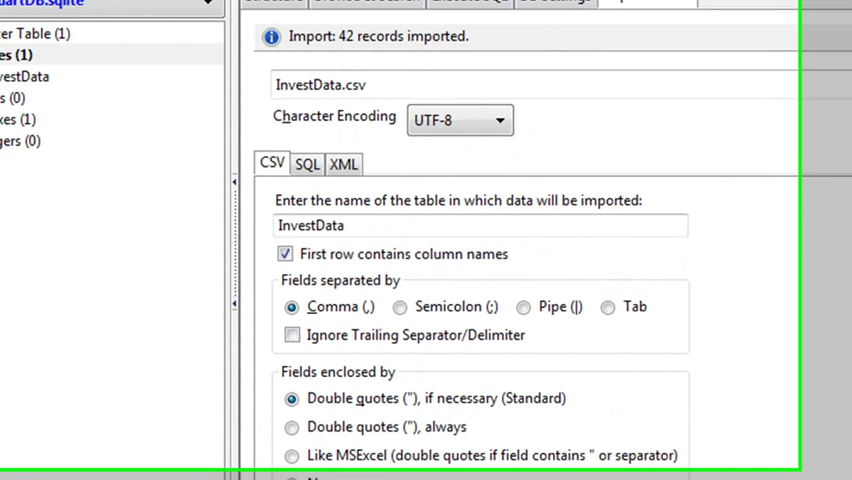 er Table (1)
es (1)
vestData
s (0)
xes (1)
gers (0)
Import: 42 records imported.
InvestData.csv
Character Encoding UTF-8
CSV SQL XML
Enter the name of the table in which data will be imported:
InvestData
First row contains column names
Fields separated by
Comma (,) Semicolon (;) Pipe (|) Tab
Ignore Trailing Separator/Delimiter
Fields enclosed by
Double quotes ("), if necessary (Standard)
Double quotes ("), always
Like MSExcel (double quotes if field contains " or separator)